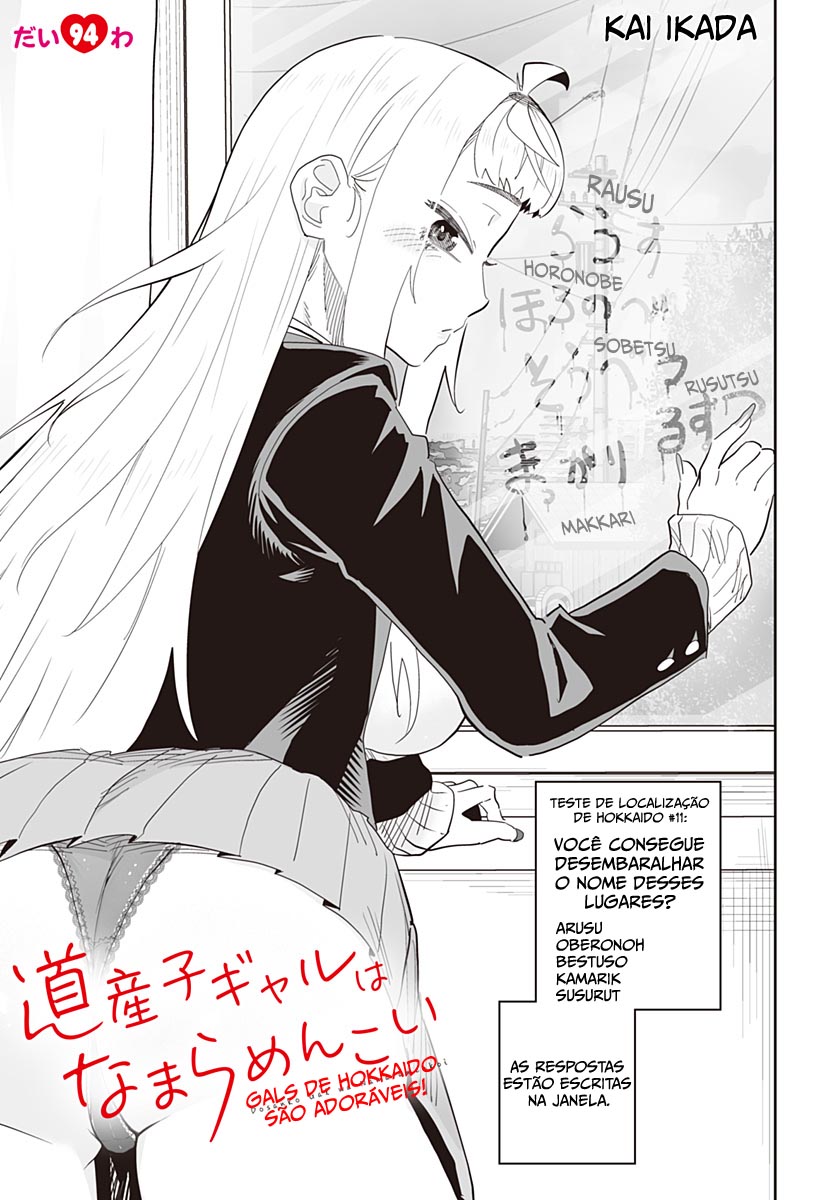 だい94わ
KAI IKADA
RAUSU
らうす
HORONOBE
ほろのべ
SOBETSU
そうべつ
RUSUTSU
るすつ
まっかり
MAKKARI
TESTE DE LOCALIZAÇÃO
DE HOKKAIDO #11:
VOCÊ CONSEGUE
DESEMBARALHAR
O NOME DESSES
LUGARES?
ARUSU
OBERONOH
BESTUSO
KAMARIK
SUSURUT
AS RESPOSTAS
ESTÃO ESCRITAS
NA JANELA.
道産子ギャルは
なまらめんこい
GALS DE HOKKAIDO
SÃO ADORÁVEIS!